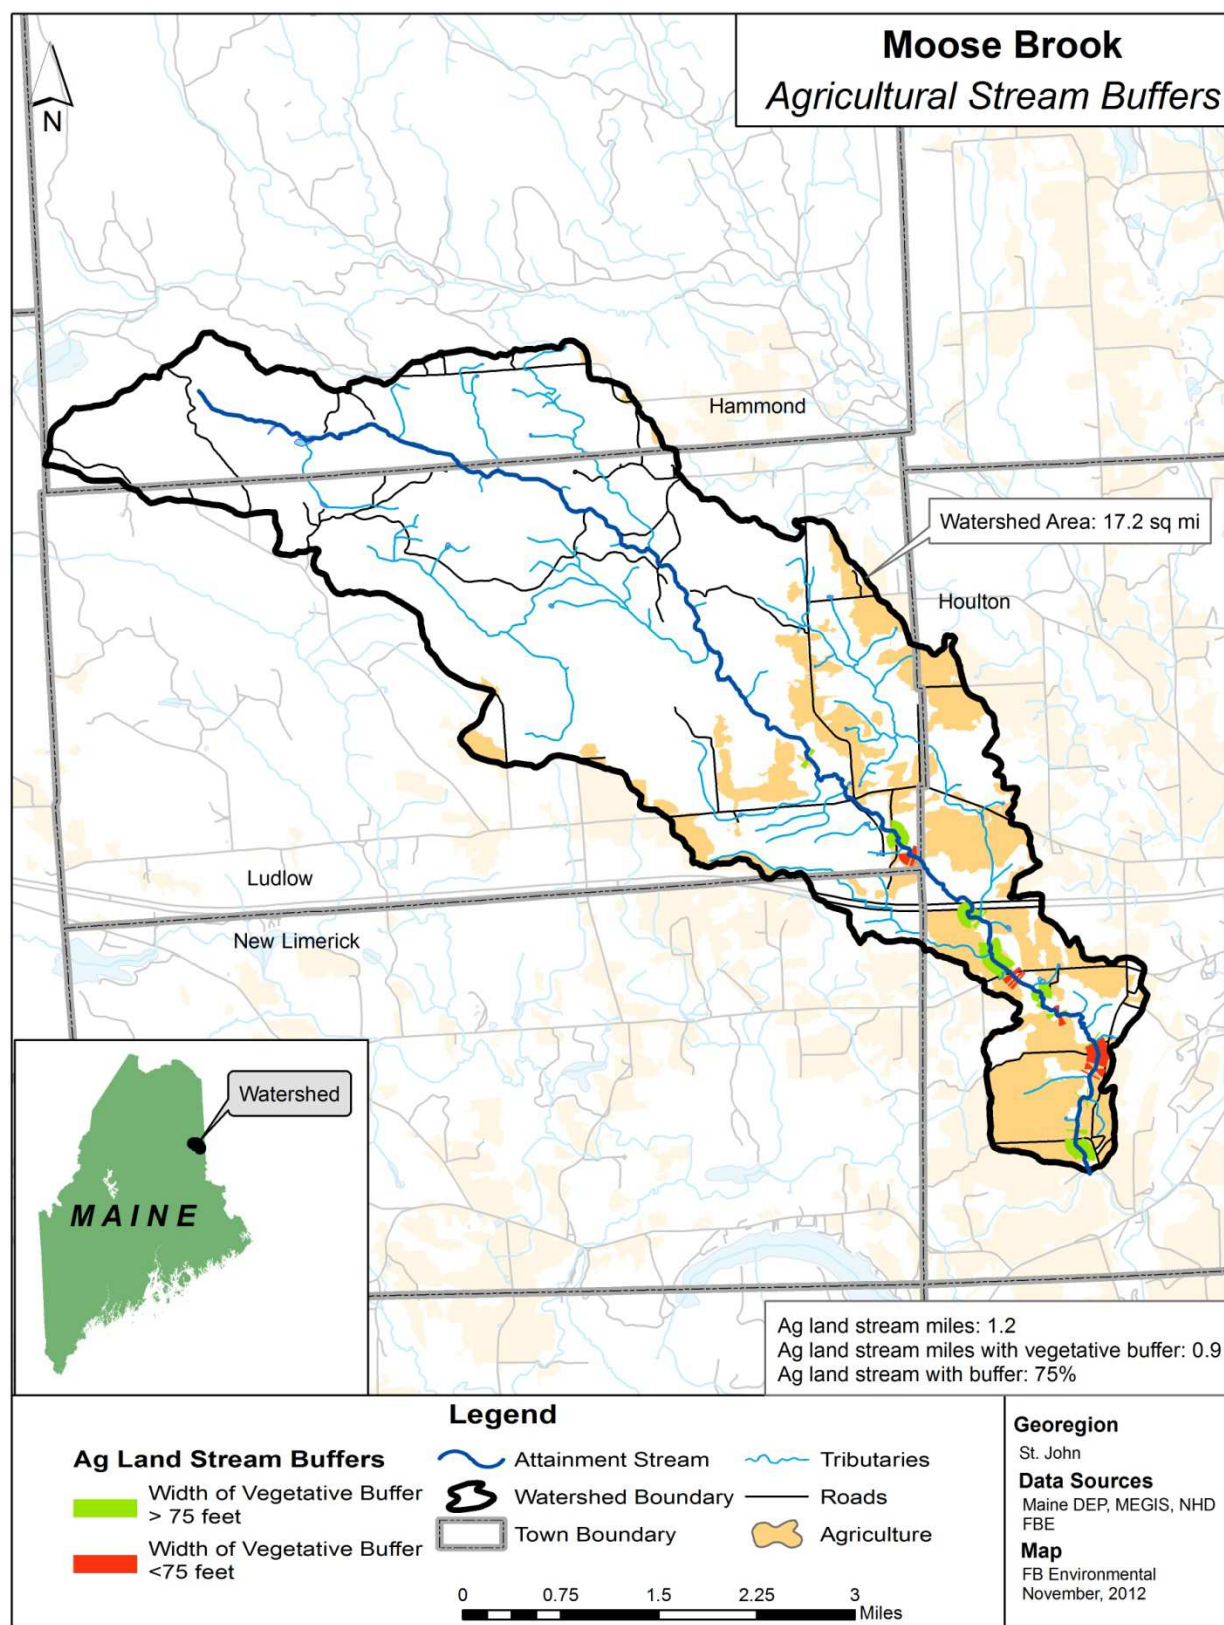 Moose Brook
Agricultural Stream Buffers
N
Hammond
Watershed Area: 17.2 sq mi
Houlton
Ludlow
New Limerick
Watershed
MAINE
Ag land stream miles: 1.2
Ag land stream miles with vegetative buffer: 0.9
Ag land stream with buffer: 75%
Legend
Ag Land Stream Buffers
Width of Vegetative Buffer
> 75 feet
Width of Vegetative Buffer
<75 feet
Attainment Stream
Watershed Boundary
Town Boundary
Tributaries
Roads
Agriculture
0 0.75 1.5 2.25 3
Miles
Georegion
St. John
Data Sources
Maine DEP, MEGIS, NHD
FBE
Map
FB Environmental
November, 2012